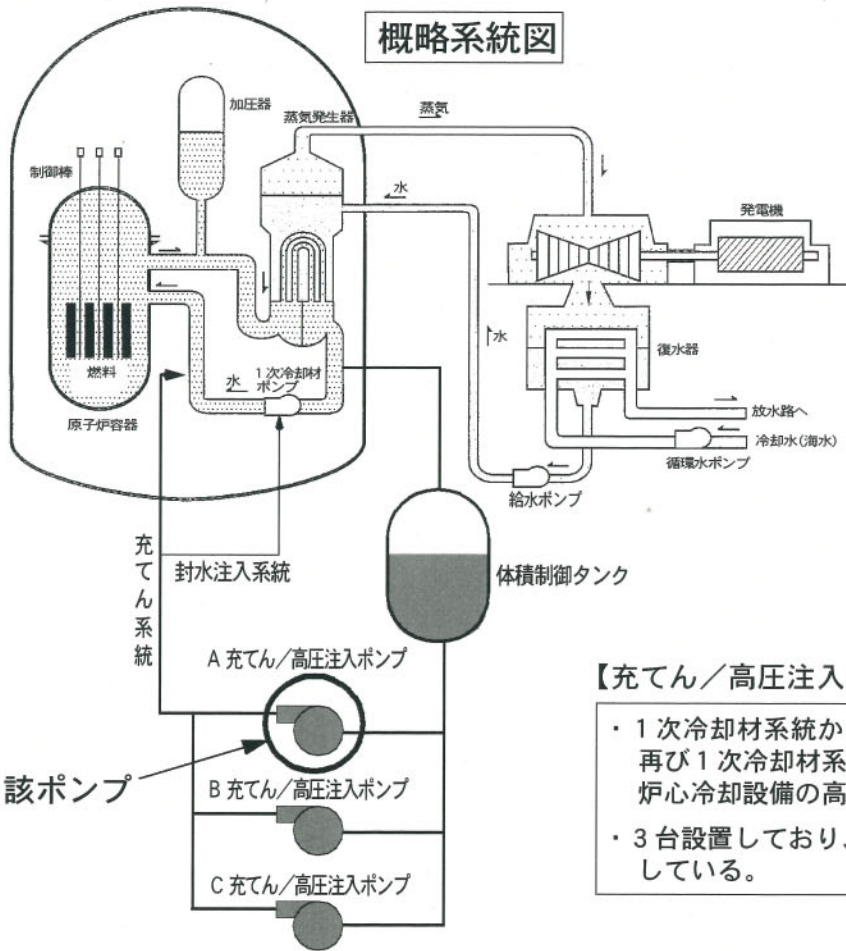 概略系統図
加圧器
蒸気発生器
蒸気
制御棒
水
発電機
水
復水器
燃料
水
1次冷却材
ポンプ
原子炉容器
放水路へ
冷却水(海水)
循環水ポンプ
給水ポンプ
充てん系統
封水注入系統
体積制御タンク
A 充てん／高圧注入ポンプ
【充てん／高圧注入
・1次冷却材系統か
再び1次冷却材系
炉心冷却設備の高
・3台設置しており、
している。
該ポンプ
B 充てん／高圧注入ポンプ
C 充てん／高圧注入ポンプ